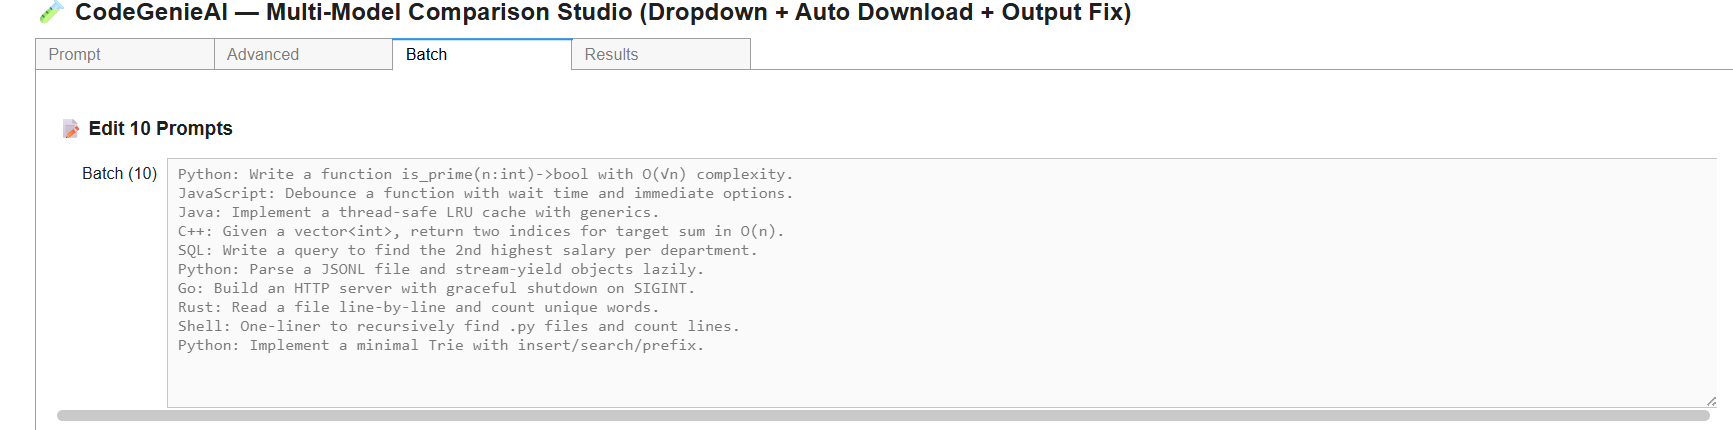 CodeGenieAI — Multi-Model Comparison Studio (Dropdown + Auto Download + Output Fix)
Prompt
Advanced
Batch
Results
Edit 10 Prompts
Batch (10)
Python: Write a function is_prime(n:int)->bool with O(√n) complexity.
JavaScript: Debounce a function with wait time and immediate options.
Java: Implement a thread-safe LRU cache with generics.
C++: Given a vector<int>, return two indices for target sum in O(n).
SQL: Write a query to find the 2nd highest salary per department.
Python: Parse a JSONL file and stream-yield objects lazily.
Go: Build an HTTP server with graceful shutdown on SIGINT.
Rust: Read a file line-by-line and count unique words.
Shell: One-liner to recursively find .py files and count lines.
Python: Implement a minimal Trie with insert/search/prefix.